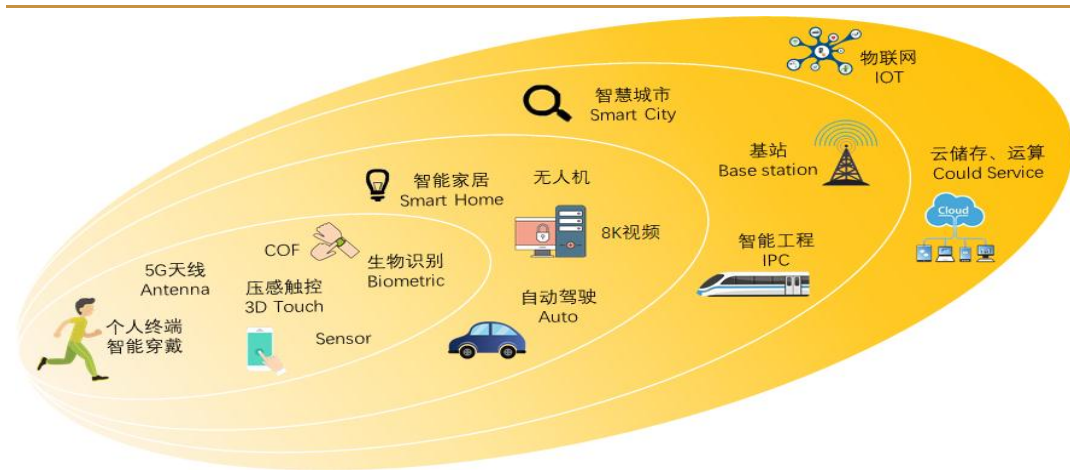 物联网
IOT
智慧城市
Smart City
基站
Base station
云储存、运算
Could Service
Cloud
智能家居
Smart Home
无人机
8K视频
智能工程
IPC
COF
生物识别
Biometric
5G天线
Antenna
压感触控
3D Touch
自动驾驶
Auto
个人终端
智能穿戴
Sensor